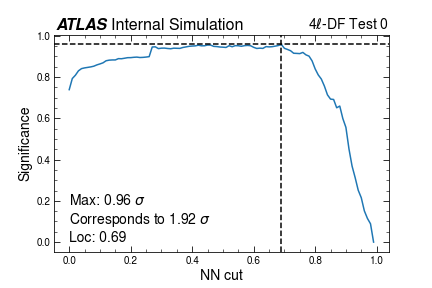 ATLAS Internal Simulation
4ℓ-DF Test 0
Significance
1.0
0.8
0.6
0.4
0.2
0.0
Max: 0.96 σ
Corresponds to 1.92 σ
Loc: 0.69
0.0 0.2 0.4 0.6 0.8 1.0
NN cut